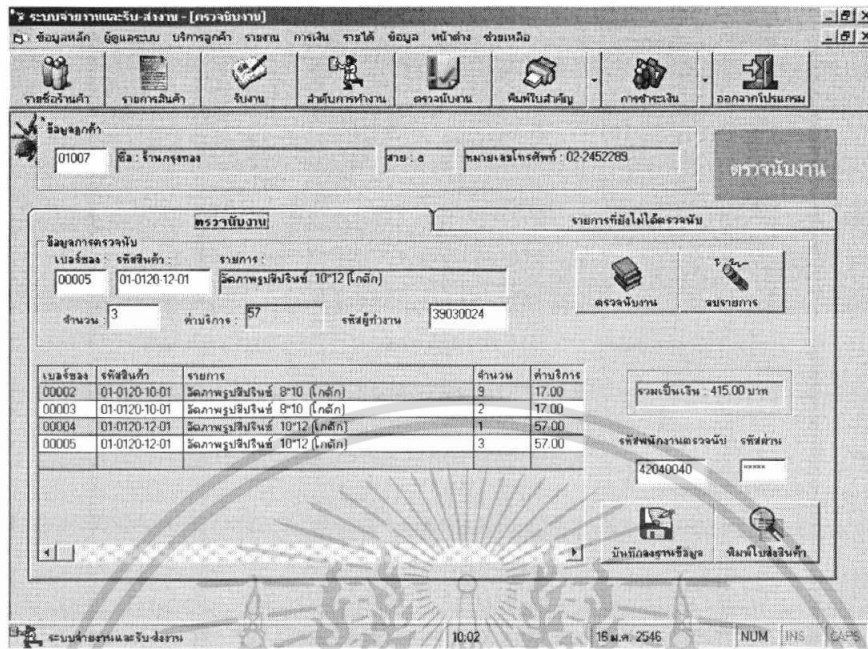 ระบบจ่ายงานและรับ-ส่งงาน - [ตรวจนับงาน]
ข้อมูลหลัก ผู้ดูแลระบบ บริการลูกค้า รายงาน การเงิน รายได้ ข้อมูล หน้าต่าง ช่วยเหลือ
รายชื่อร้านค้า รายการสินค้า รับงาน ลำดับการทำงาน ตรวจนับงาน พิมพ์ใบสำคัญ การชำระเงิน ออกจากโปรแกรม
ข้อมูลลูกค้า
01007 ชื่อ : ร้านกรุงทอง สาย : หมายเลขโทรศัพท์ : 02-2452289
ตรวจนับงาน
ตรวจนับงาน รายการที่ยังไม่ได้ตรวจนับ
ข้อมูลการตรวจนับ
เบอร์ซอง : รหัสสินค้า : รายการ :
00005 01-0120-12-01 อัดภาพรูปสีปริ้นซ์ 10*12 (โกดัก)
ตรวจนับงาน ลบรายการ
จำนวน : 3 ค่าบริการ : 57 รหัสผู้ทำงาน 39030024
เบอร์ซอง รหัสสินค้า รายการ จำนวน ค่าบริการ
00002 01-0120-10-01 อัดภาพรูปสีปริ้นซ์ 8*10 (โกดัก) 9 17.00
00003 01-0120-10-01 อัดภาพรูปสีปริ้นซ์ 8*10 (โกดัก) 2 17.00
00004 01-0120-12-01 อัดภาพรูปสีปริ้นซ์ 10*12 (โกดัก) 1 57.00
00005 01-0120-12-01 อัดภาพรูปสีปริ้นซ์ 10*12 (โกดัก) 3 57.00
รวมเป็นเงิน : 415.00 บาท
รหัสพนักงานตรวจนับ รหัสผ่าน
42040040 *****
บันทึกลงฐานข้อมูล พิมพ์ใบส่งสินค้า
ระบบจ่ายงานและรับ-ส่งงาน 10:02 16 ม.ค. 2546 NUM INS CAPS